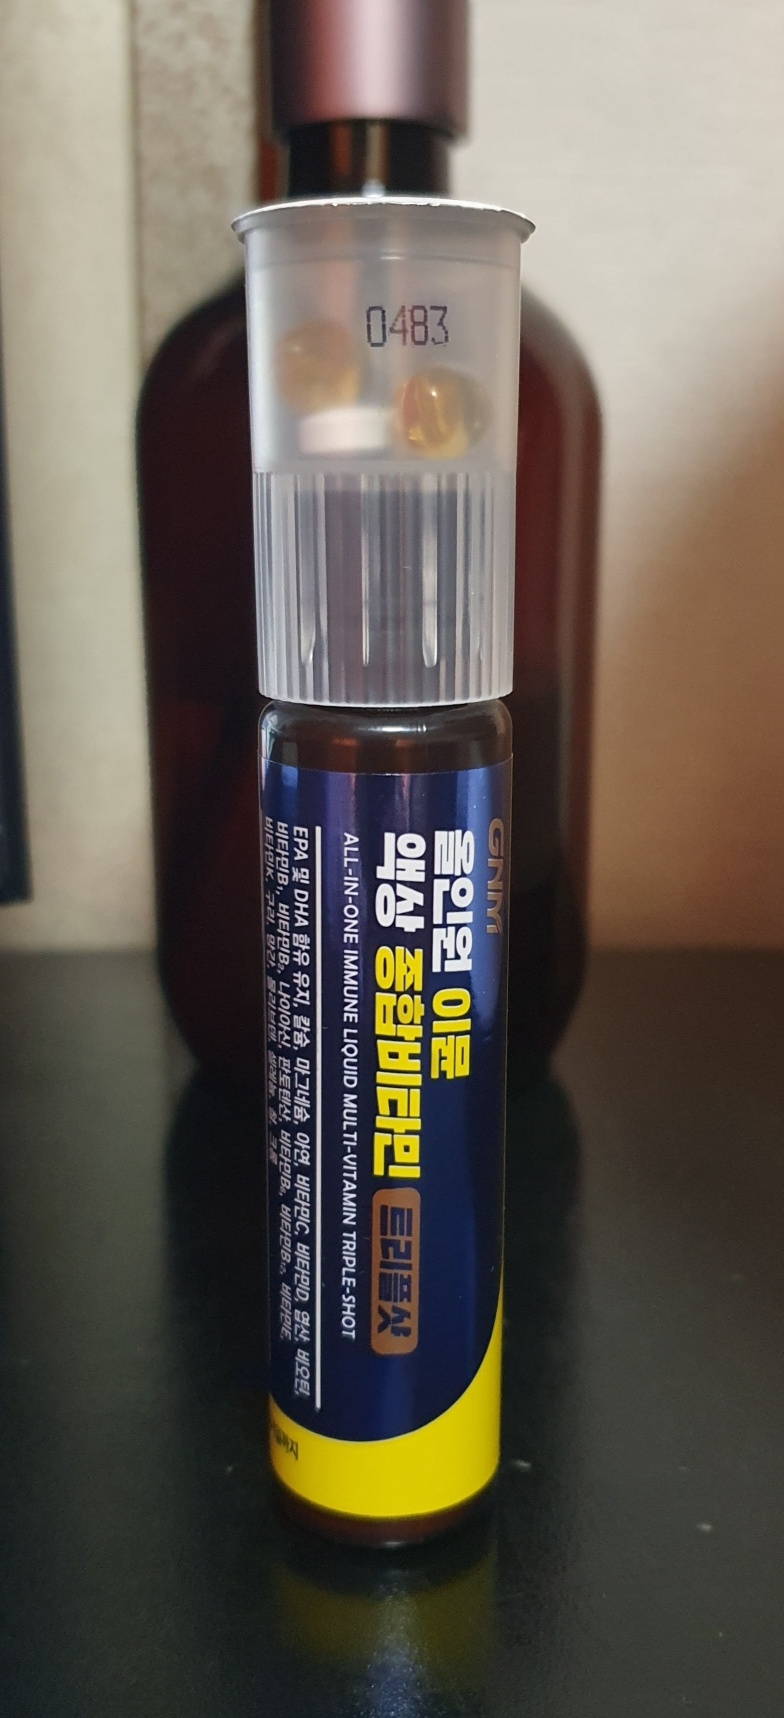 0483
GNM
올인원 이뮨
액상 종합비타민 트리플샷
ALL-IN-ONE IMMUNE LIQUID MULTI-VITAMIN TRIPLE-SHOT
EPA 및 DHA 함유 유지, 칼슘, 마그네슘, 아연, 비타민C, 비타민D, 엽산, 비오틴,
비타민B₁, 비타민B₂, 나이아신, 판토텐산, 비타민B₆, 비타민B₁₂, 비타민E,
비타민K, 구리, 망간, 몰리브덴, 셀레늄, 철, 크롬